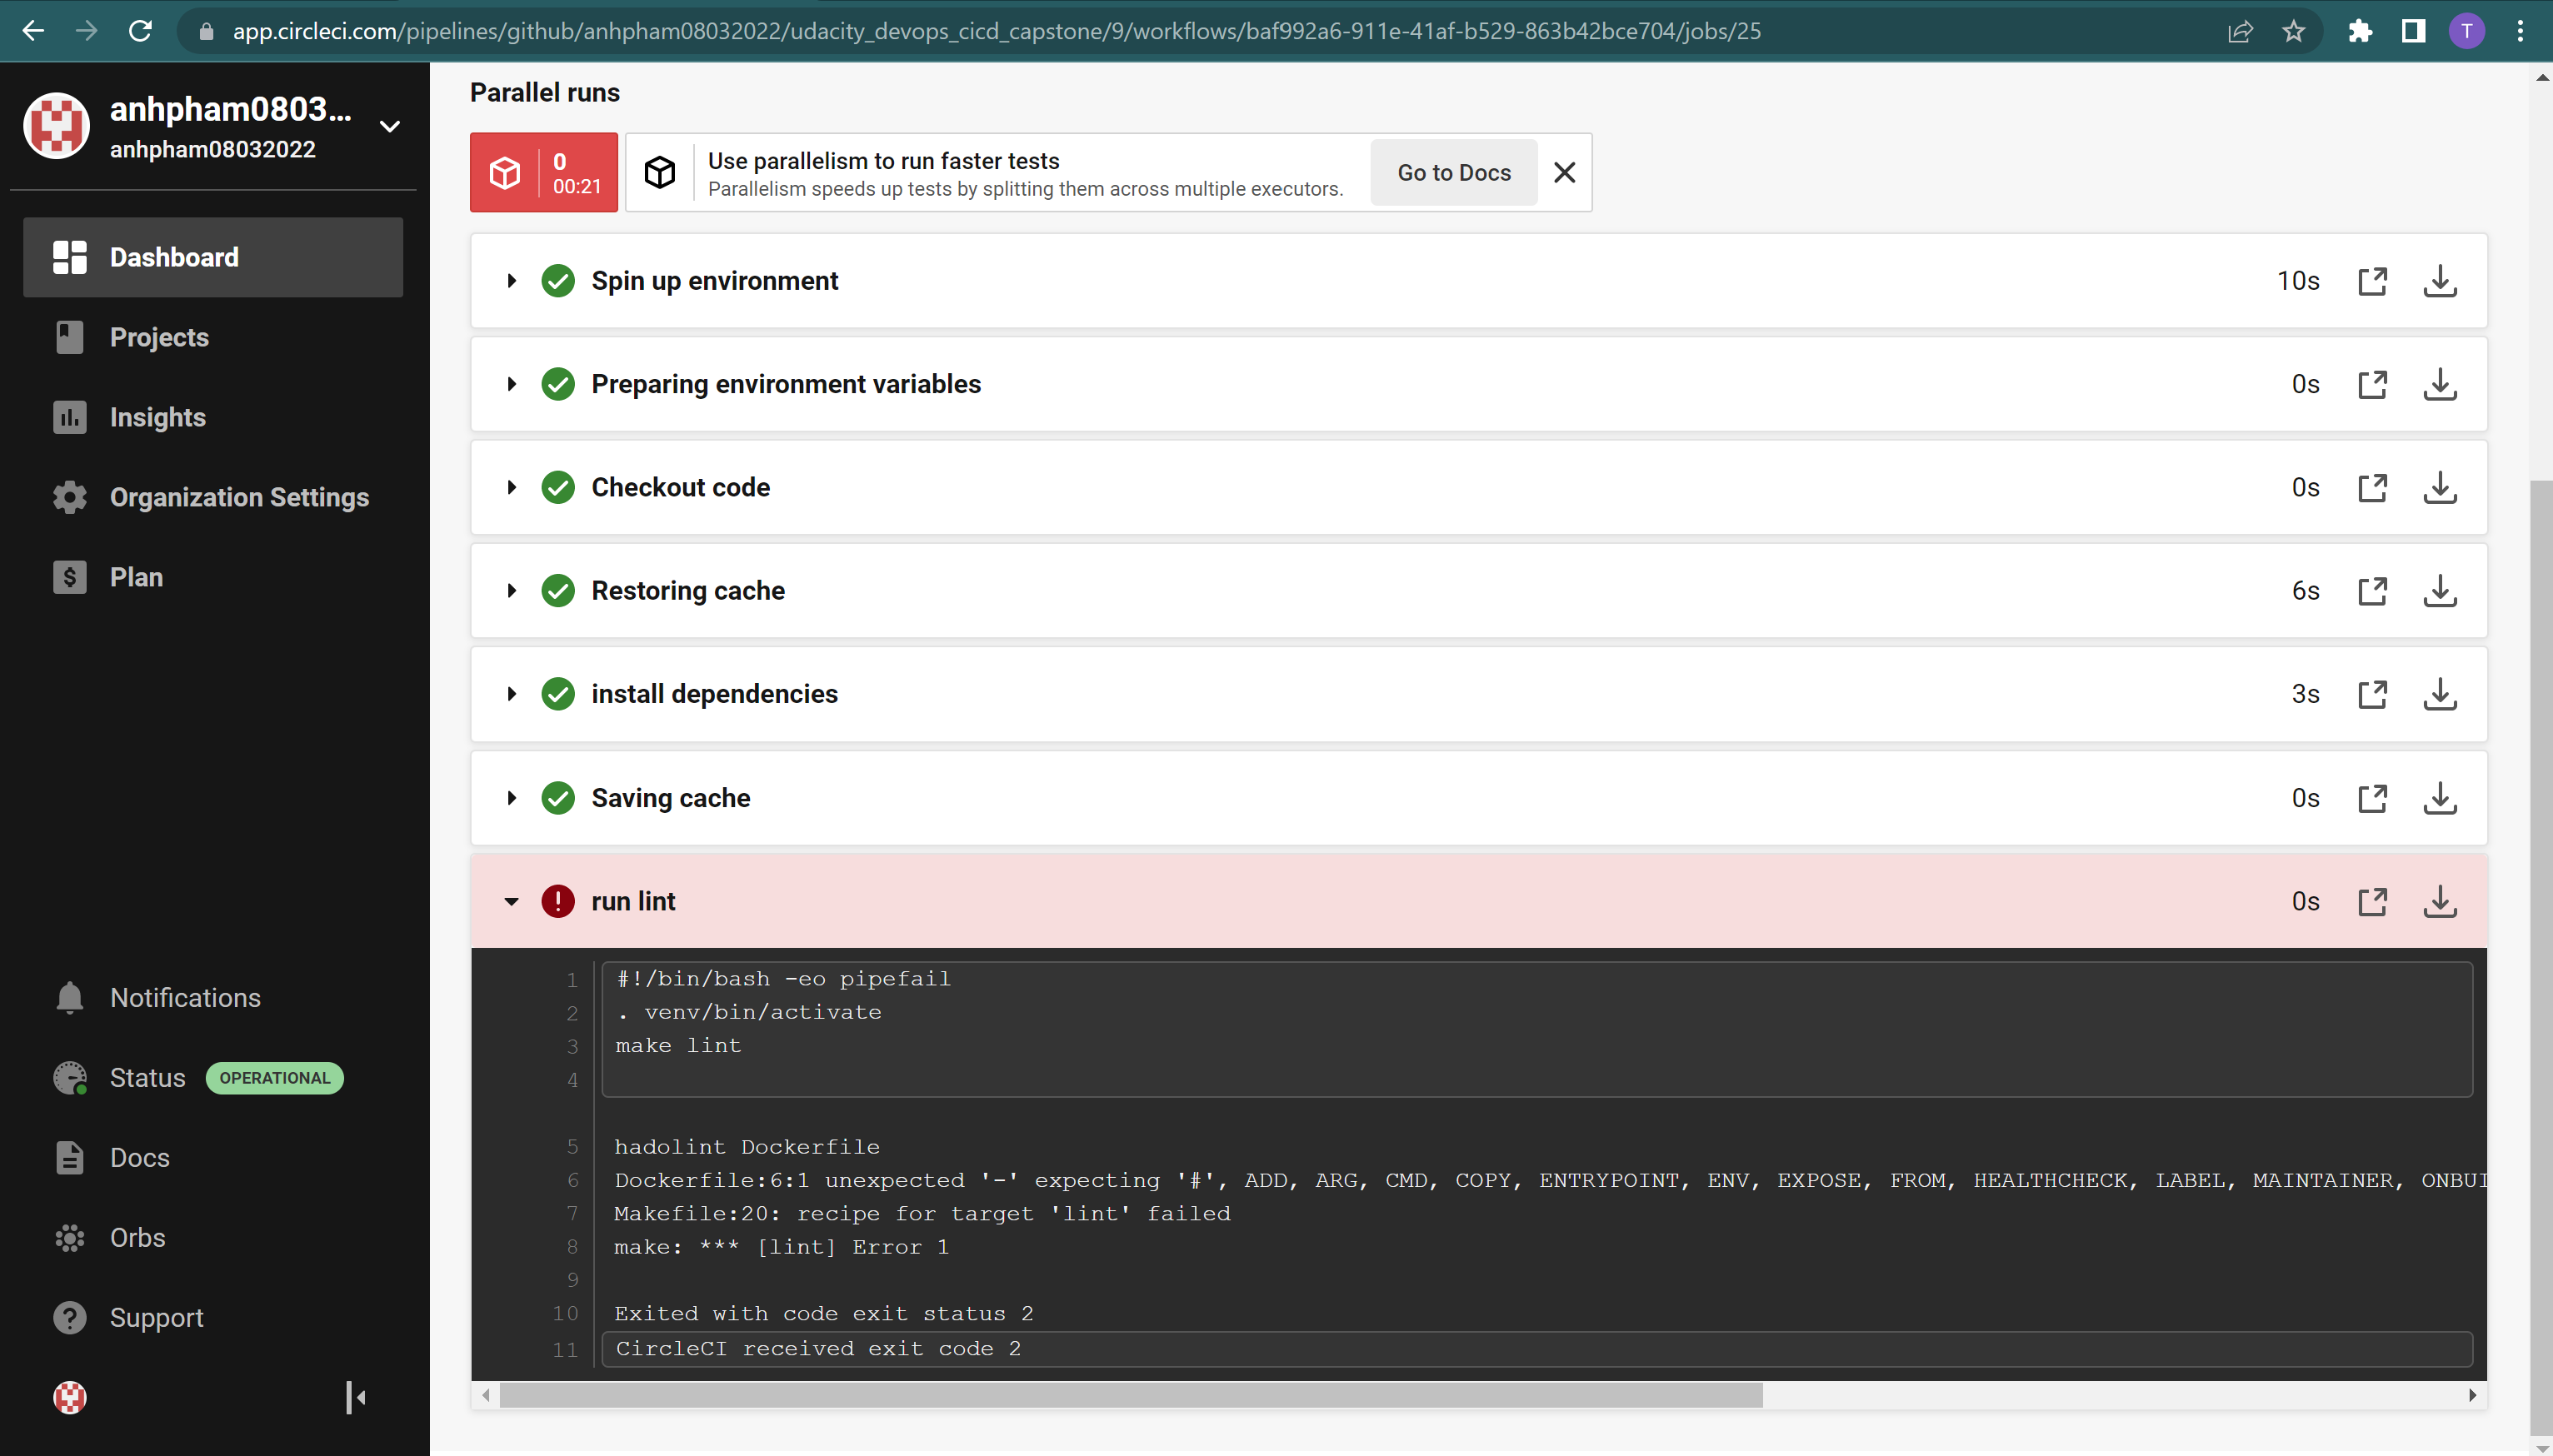 app.circleci.com/pipelines/github/anhpham08032022/udacity_devops_cicd_capstone/9/workflows/baf992a6-911e-41af-b529-863b42bce704/jobs/25
T
anhpham0803...
anhpham08032022
Dashboard
Projects
Insights
Organization Settings
Plan
Notifications
Status OPERATIONAL
Docs
Orbs
Support
Parallel runs
0
00:21
Use parallelism to run faster tests
Parallelism speeds up tests by splitting them across multiple executors.
Go to Docs
Spin up environment 10s
Preparing environment variables 0s
Checkout code 0s
Restoring cache 6s
install dependencies 3s
Saving cache 0s
run lint 0s
1 #!/bin/bash -eo pipefail
2 . venv/bin/activate
3 make lint
4
5 hadolint Dockerfile
6 Dockerfile:6:1 unexpected '-' expecting '#', ADD, ARG, CMD, COPY, ENTRYPOINT, ENV, EXPOSE, FROM, HEALTHCHECK, LABEL, MAINTAINER, ONBUI
7 Makefile:20: recipe for target 'lint' failed
8 make: *** [lint] Error 1
9
10 Exited with code exit status 2
11 CircleCI received exit code 2